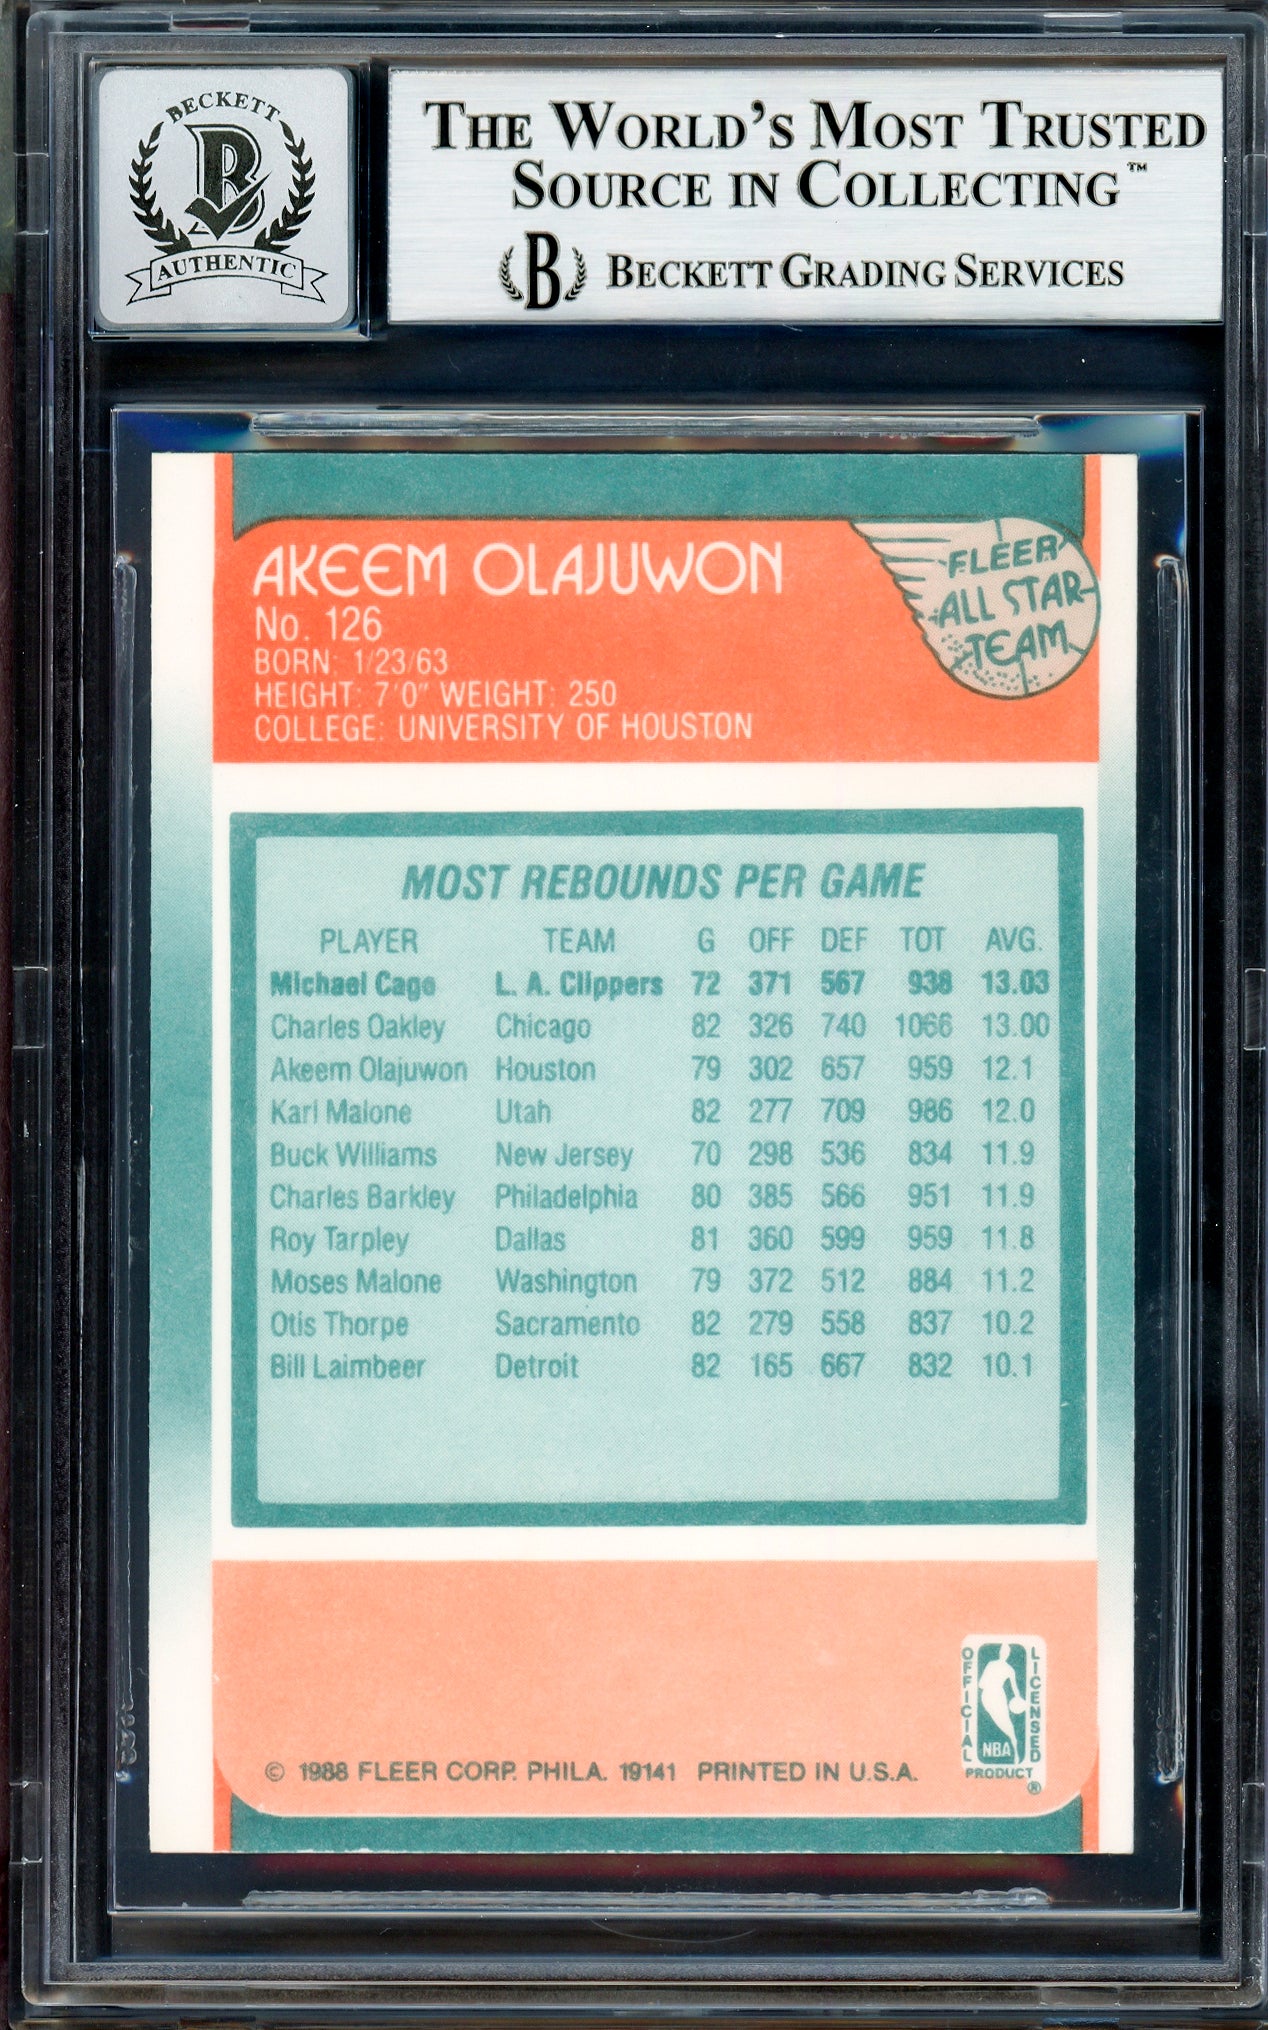 BECKETT
B
AUTHENTIC
THE WORLD'S MOST TRUSTED
SOURCE IN COLLECTING™
B BECKETT GRADING SERVICES
AKEEM OLAJUWON
No. 126
BORN: 1/23/63
HEIGHT: 7'0" WEIGHT: 250
COLLEGE: UNIVERSITY OF HOUSTON
FLEER
ALL STAR
TEAM
MOST REBOUNDS PER GAME
PLAYER TEAM G OFF DEF TOT AVG.
Michael Cage L. A. Clippers 72 371 567 938 13.03
Charles Oakley Chicago 82 326 740 1066 13.00
Akeem Olajuwon Houston 79 302 657 959 12.1
Karl Malone Utah 82 277 709 986 12.0
Buck Williams New Jersey 70 298 536 834 11.9
Charles Barkley Philadelphia 80 385 566 951 11.9
Roy Tarpley Dallas 81 360 599 959 11.8
Moses Malone Washington 79 372 512 884 11.2
Otis Thorpe Sacramento 82 279 558 837 10.2
Bill Laimbeer Detroit 82 165 667 832 10.1
© 1988 FLEER CORP. PHILA. 19141 PRINTED IN U.S.A.
OFFICIAL
LICENSED
NBA
PRODUCT
®